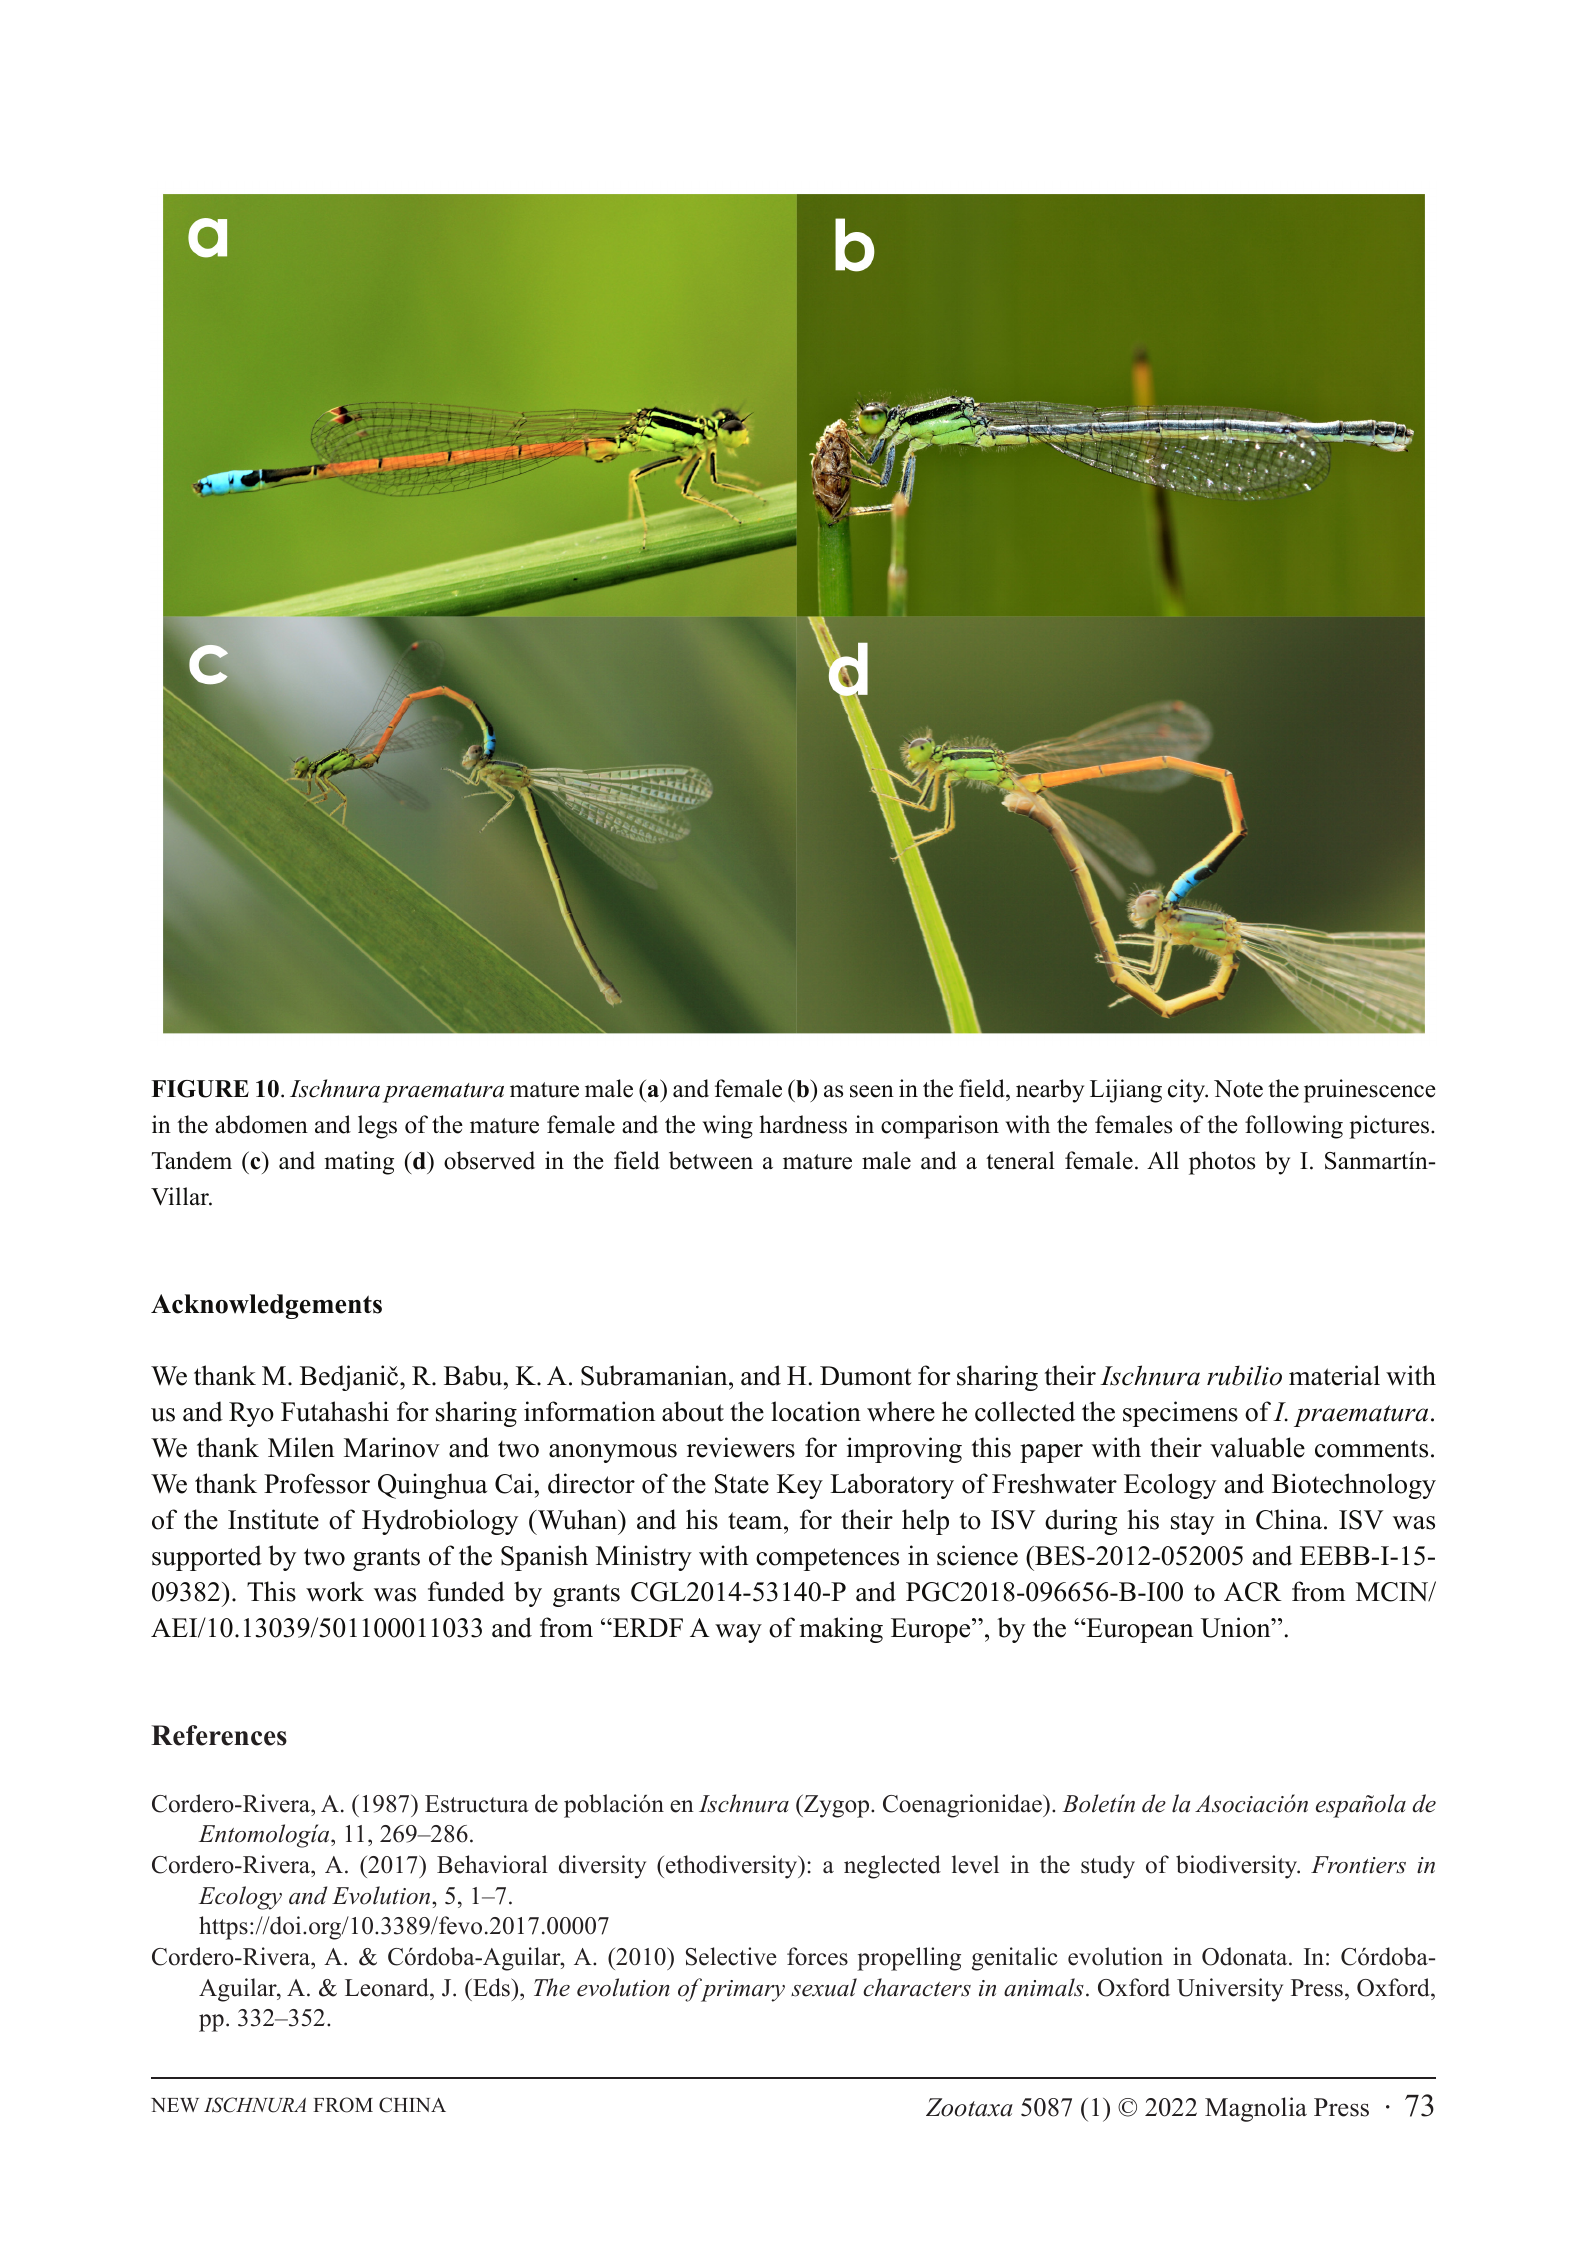 a
b
c
d
FIGURE 10. Ischnura praematura mature male (a) and female (b) as seen in the field, nearby Lijiang city. Note the pruinescence
in the abdomen and legs of the mature female and the wing hardness in comparison with the females of the following pictures.
Tandem (c) and mating (d) observed in the field between a mature male and a teneral female. All photos by I. Sanmartín-
Villar.
Acknowledgements
We thank M. Bedjanič, R. Babu, K. A. Subramanian, and H. Dumont for sharing their Ischnura rubilio material with
us and Ryo Futahashi for sharing information about the location where he collected the specimens of I. praematura.
We thank Milen Marinov and two anonymous reviewers for improving this paper with their valuable comments.
We thank Professor Quinghua Cai, director of the State Key Laboratory of Freshwater Ecology and Biotechnology
of the Institute of Hydrobiology (Wuhan) and his team, for their help to ISV during his stay in China. ISV was
supported by two grants of the Spanish Ministry with competences in science (BES-2012-052005 and EEBB-I-15-
09382). This work was funded by grants CGL2014-53140-P and PGC2018-096656-B-I00 to ACR from MCIN/
AEI/10.13039/501100011033 and from “ERDF A way of making Europe”, by the “European Union”.
References
Cordero-Rivera, A. (1987) Estructura de población en Ischnura (Zygop. Coenagrionidae). Boletín de la Asociación española de
Entomología, 11, 269–286.
Cordero-Rivera, A. (2017) Behavioral diversity (ethodiversity): a neglected level in the study of biodiversity. Frontiers in
Ecology and Evolution, 5, 1–7.
https://doi.org/10.3389/fevo.2017.00007
Cordero-Rivera, A. & Córdoba-Aguilar, A. (2010) Selective forces propelling genitalic evolution in Odonata. In: Córdoba-
Aguilar, A. & Leonard, J. (Eds), The evolution of primary sexual characters in animals. Oxford University Press, Oxford,
pp. 332–352.
NEW ISCHNURA FROM CHINA
Zootaxa 5087 (1) © 2022 Magnolia Press · 73